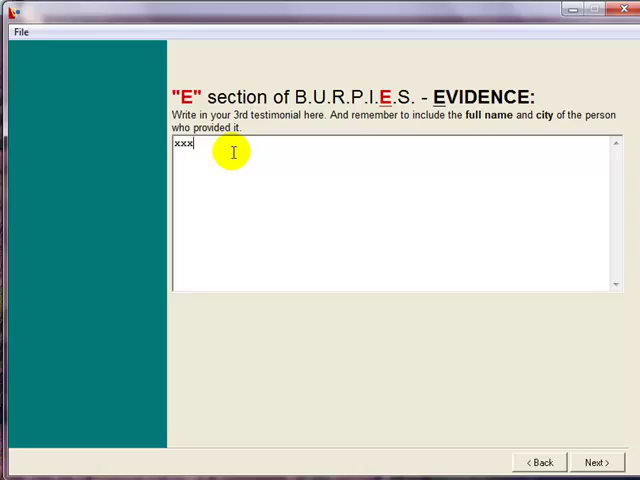 File
"E" section of B.U.R.P.I.E.S. - EVIDENCE:
Write in your 3rd testimonial here. And remember to include the full name and city of the person
who provided it.
xxx
< Back
Next >